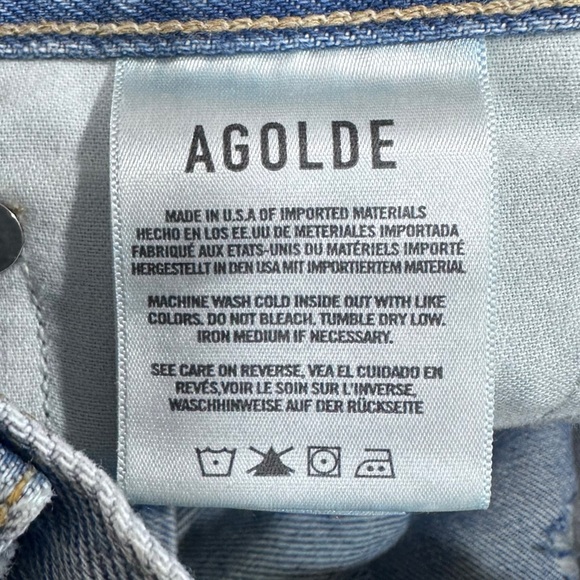 AGOLDE
MADE IN U.S.A OF IMPORTED MATERIALS
HECHO EN LOS EE.UU DE METERIALES IMPORTADA
FABRIQUÉ AUX ETATS-UNIS DU MATÉRIELS IMPORTÉ
HERGESTELLT IN DEN USA MIT IMPORTIERTEM MATERIAL
MACHINE WASH COLD INSIDE OUT WITH LIKE
COLORS. DO NOT BLEACH. TUMBLE DRY LOW.
IRON MEDIUM IF NECESSARY.
SEE CARE ON REVERSE, VEA EL CUIDADO EN
REVÉS,VOIR LE SOIN SUR L'INVERSE,
WASCHHINWEISE AUF DER RÜCKSEITE